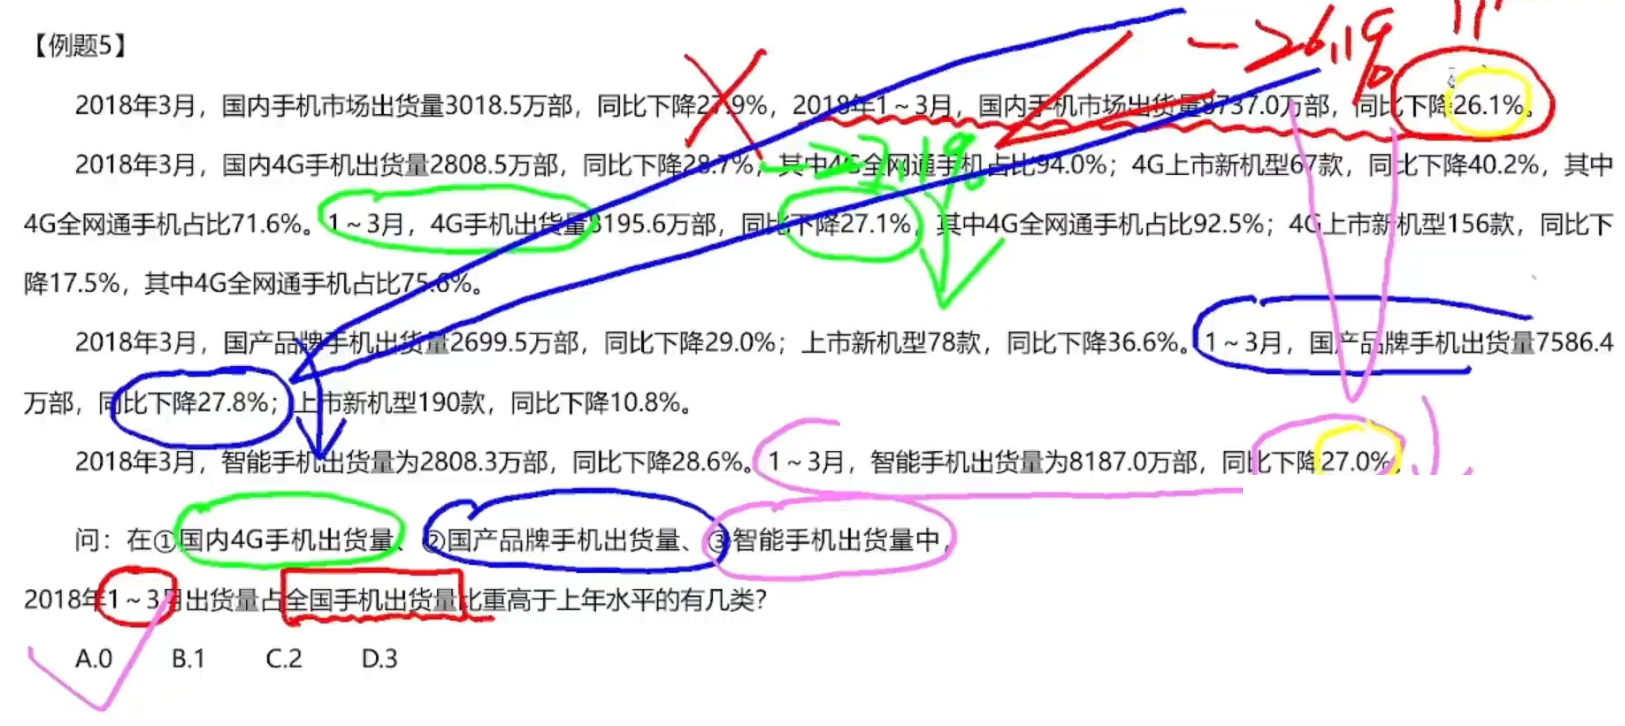 【例题5】
-26.1%
2018年3月，国内手机市场出货量3018.5万部，同比下降27.9%，2018年1～3月，国内手机市场出货量8737.0万部，同比下降26.1%。
-27.1%
2018年3月，国内4G手机出货量2808.5万部，同比下降28.7%，其中4G全网通手机占比94.0%；4G上市新机型67款，同比下降40.2%，其中
4G全网通手机占比71.6%。1～3月，4G手机出货量8195.6万部，同比下降27.1%，其中4G全网通手机占比92.5%；4G上市新机型156款，同比下
降17.5%，其中4G全网通手机占比75.6%。
2018年3月，国产品牌手机出货量2699.5万部，同比下降29.0%；上市新机型78款，同比下降36.6%。1～3月，国产品牌手机出货量7586.4
万部，同比下降27.8%；上市新机型190款，同比下降10.8%。
2018年3月，智能手机出货量为2808.3万部，同比下降28.6%。1～3月，智能手机出货量为8187.0万部，同比下降27.0%。
问：在①国内4G手机出货量、②国产品牌手机出货量、③智能手机出货量中，
2018年1～3月出货量占全国手机出货量比重高于上年水平的有几类？
A.0 B.1 C.2 D.3